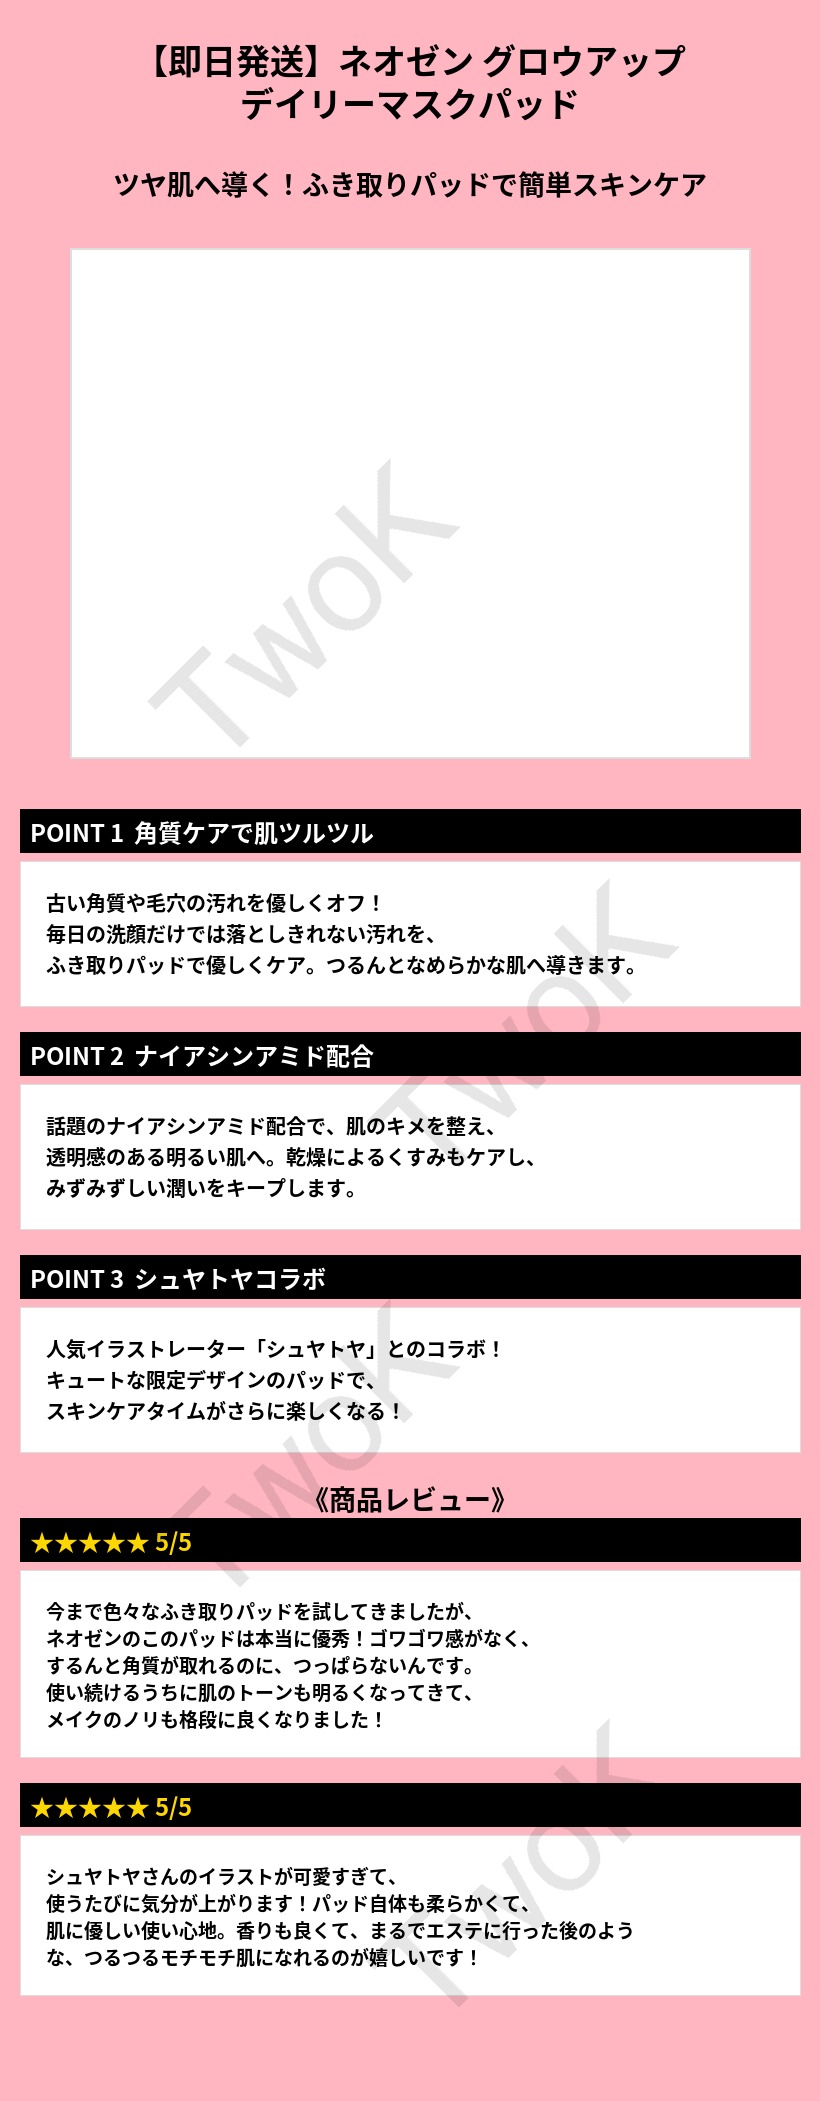 【即日発送】ネオゼン グロウアップ
デイリーマスクパッド
ツヤ肌へ導く！ふき取りパッドで簡単スキンケア
TwoK
POINT 1 角質ケアで肌ツルツル
古い角質や毛穴の汚れを優しくオフ！
毎日の洗顔だけでは落としきれない汚れを、
ふき取りパッドで優しくケア。つるんとなめらかな肌へ導きます。
TwoK
POINT 2 ナイアシンアミド配合
話題のナイアシンアミド配合で、肌のキメを整え、
透明感のある明るい肌へ。乾燥によるくすみもケアし、
みずみずしい潤いをキープします。
POINT 3 シュヤトヤコラボ
人気イラストレーター「シュヤトヤ」とのコラボ！
キュートな限定デザインのパッドで、
スキンケアタイムがさらに楽しくなる！
TwoK
《商品レビュー》
★★★★★ 5/5
今まで色々なふき取りパッドを試してきましたが、
ネオゼンのこのパッドは本当に優秀！ゴワゴワ感がなく、
するんと角質が取れるのに、つっぱらないんです。
使い続けるうちに肌のトーンも明るくなってきて、
メイクのノリも格段に良くなりました！
★★★★★ 5/5
シュヤトヤさんのイラストが可愛すぎて、
使うたびに気分が上がります！パッド自体も柔らかくて、
肌に優しい使い心地。香りも良くて、まるでエステに行った後のよう
な、つるつるモチモチ肌になれるのが嬉しいです！
TwoK